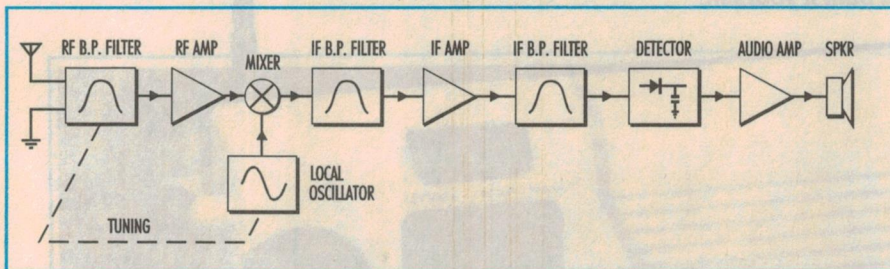 RF B.P. FILTER
RF AMP
MIXER
IF B.P. FILTER
IF AMP
IF B.P. FILTER
DETECTOR
AUDIO AMP
SPKR
LOCAL
OSCILLATOR
TUNING